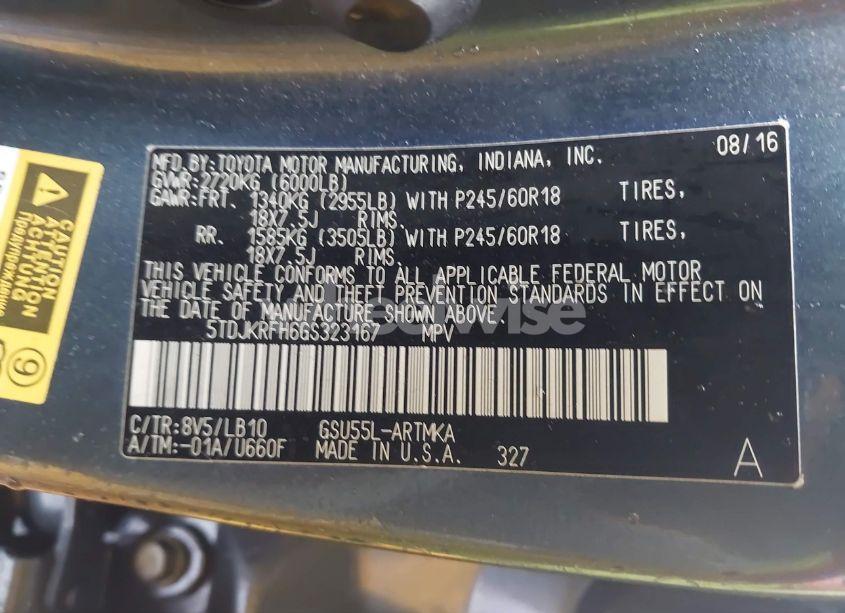 MFD.BY:TOYOTA MOTOR MANUFACTURING, INDIANA, INC. 08/16
GVWR:2720KG (6000LB)
GAWR:FRT. 1340KG (2955LB) WITH P245/60R18 TIRES,
18X7.5J RIMS.
RR. 1585KG (3505LB) WITH P245/60R18 TIRES,
18X7.5J RIMS.
THIS VEHICLE CONFORMS TO ALL APPLICABLE FEDERAL MOTOR
VEHICLE SAFETY AND THEFT PREVENTION STANDARDS IN EFFECT ON
THE DATE OF MANUFACTURE SHOWN ABOVE.
5TDJKRFH6GS323167 MPV
C/TR:8V5/LB10 GSU55L-ARTMKA
A/TM:-01A/U660F MADE IN U.S.A. 327 A
CAUTION
ATTENTION
ACHTUNG
9